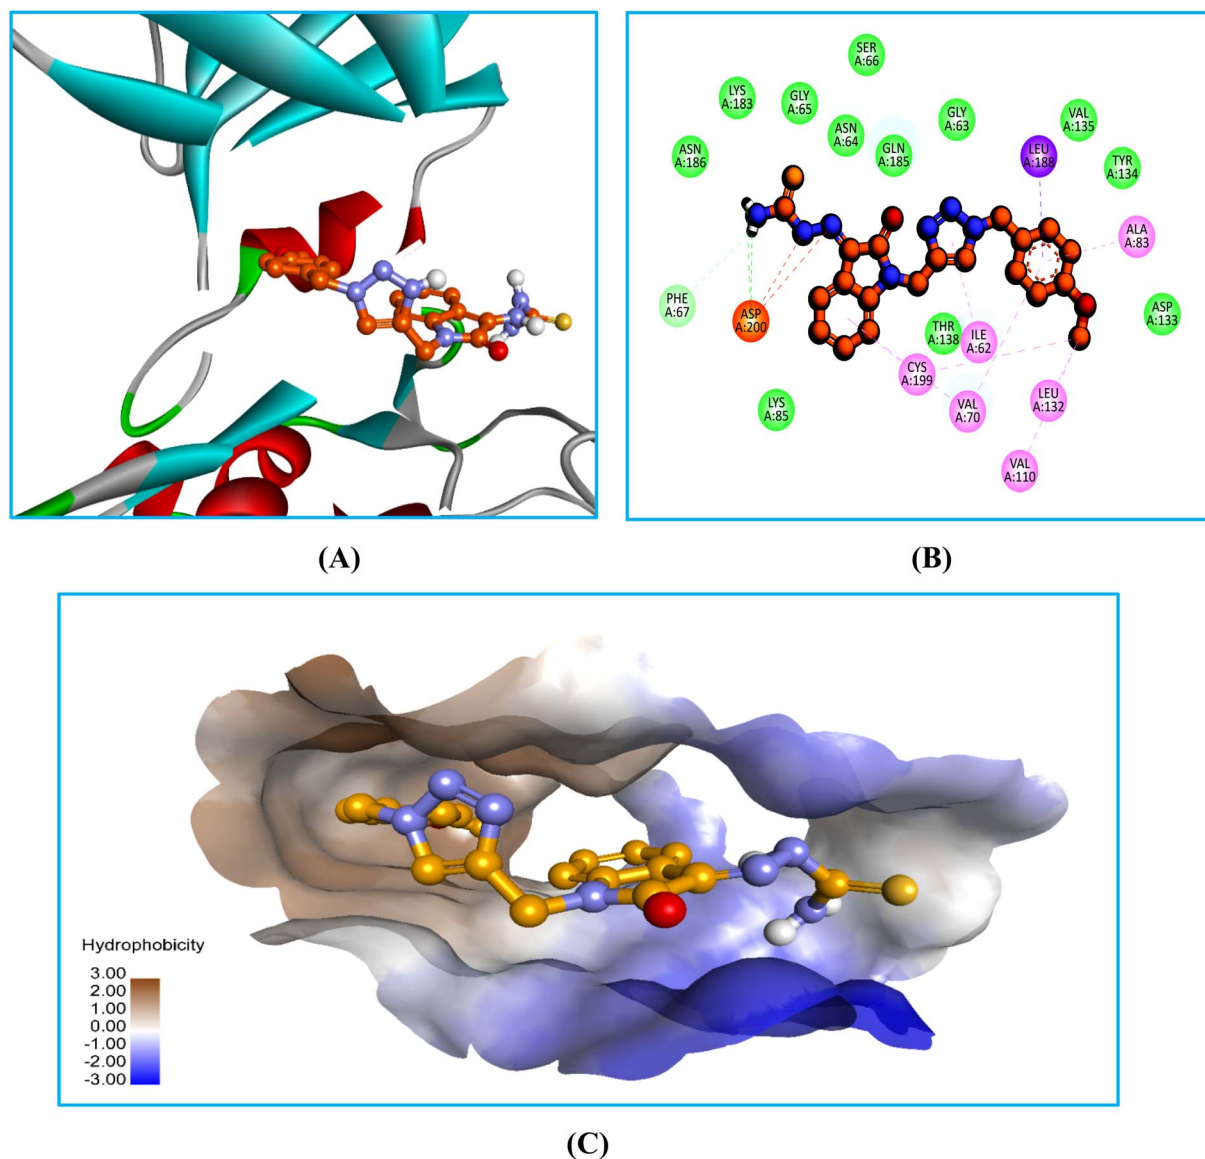 SER
A:66
LYS
A:183
GLY
A:65
ASN
A:64
GLY
A:63
VAL
A:135
ASN
A:186
GLN
A:185
LEU
A:188
TYR
A:134
ALA
A:83
PHE
A:67
ASP
A:200
THR
A:138
ILE
A:62
ASP
A:133
CYS
A:199
LYS
A:85
VAL
A:70
LEU
A:132
VAL
A:110
(A)
(B)
Hydrophobicity
3.00
2.00
1.00
0.00
-1.00
-2.00
-3.00
(C)